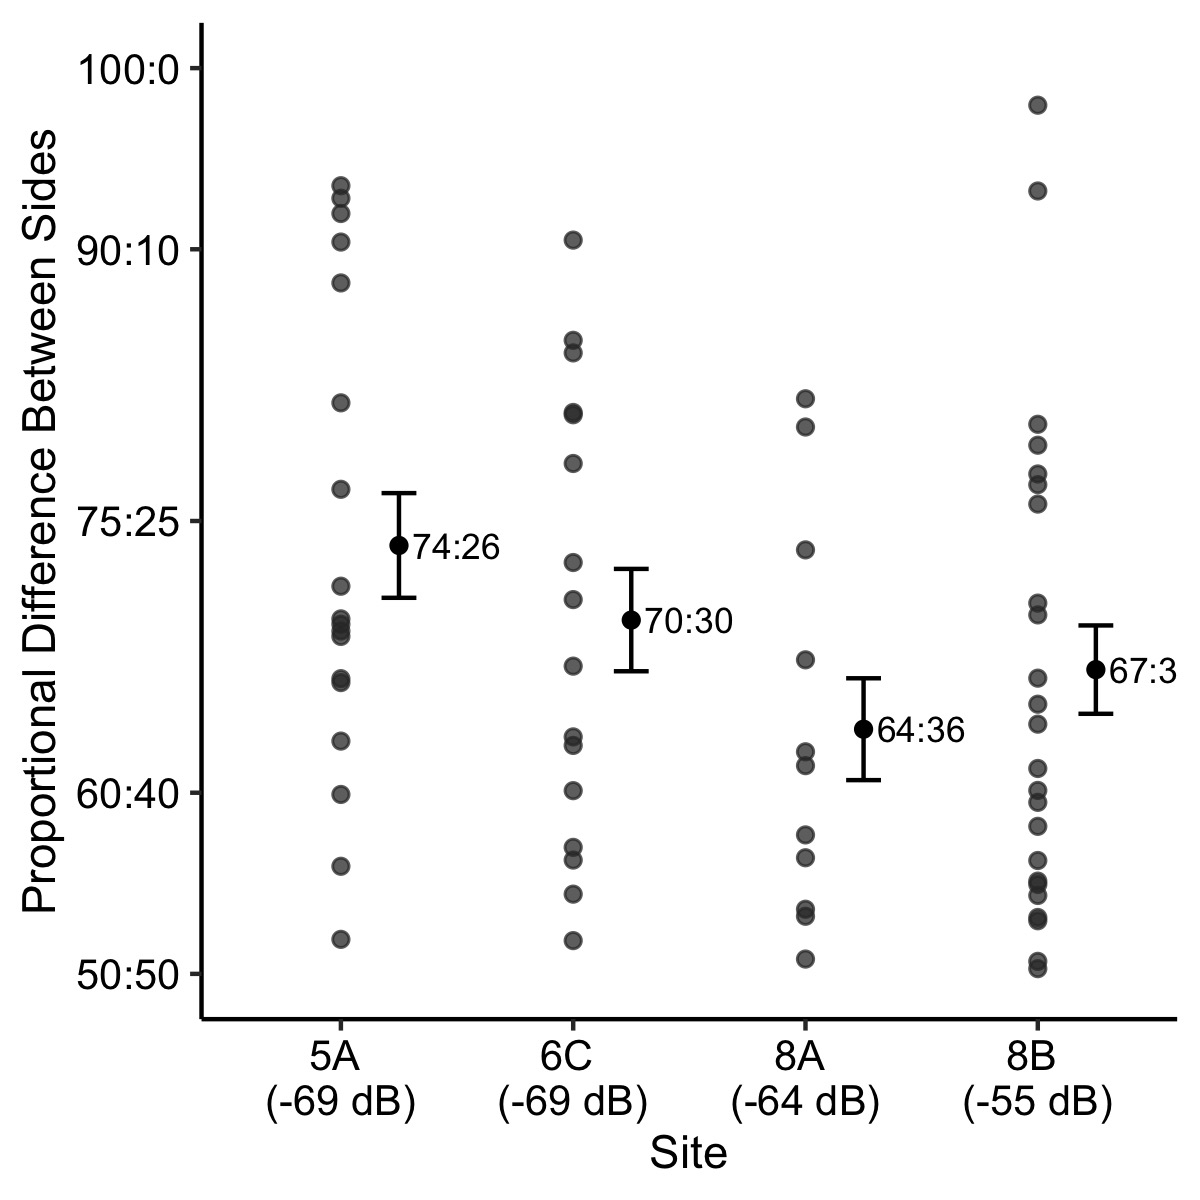 Proportional Difference Between Sides
100:0
90:10
75:25
60:40
50:50
74:26
70:30
64:36
67:3
5A
(-69 dB)
6C
(-69 dB)
8A
(-64 dB)
8B
(-55 dB)
Site